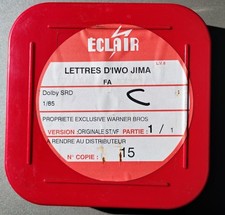 ECLAIR
LETTRES D'IWO JIMA
FA
Dolby SRD
1/85
C
PROPRIETE EXCLUSIVE WARNER BROS
VERSION : ORIGINALE ST/VF PARTIE : 1 / 1
A RENDRE AU DISTRIBUTEUR
N° COPIE : 15